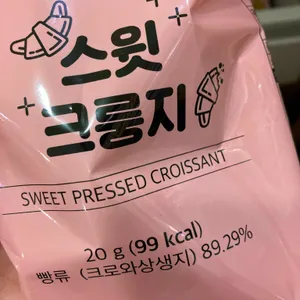 스윗
크룽지
SWEET PRESSED CROISSANT
20 g (99 kcal)
빵류 (크로와상생지) 89.29%